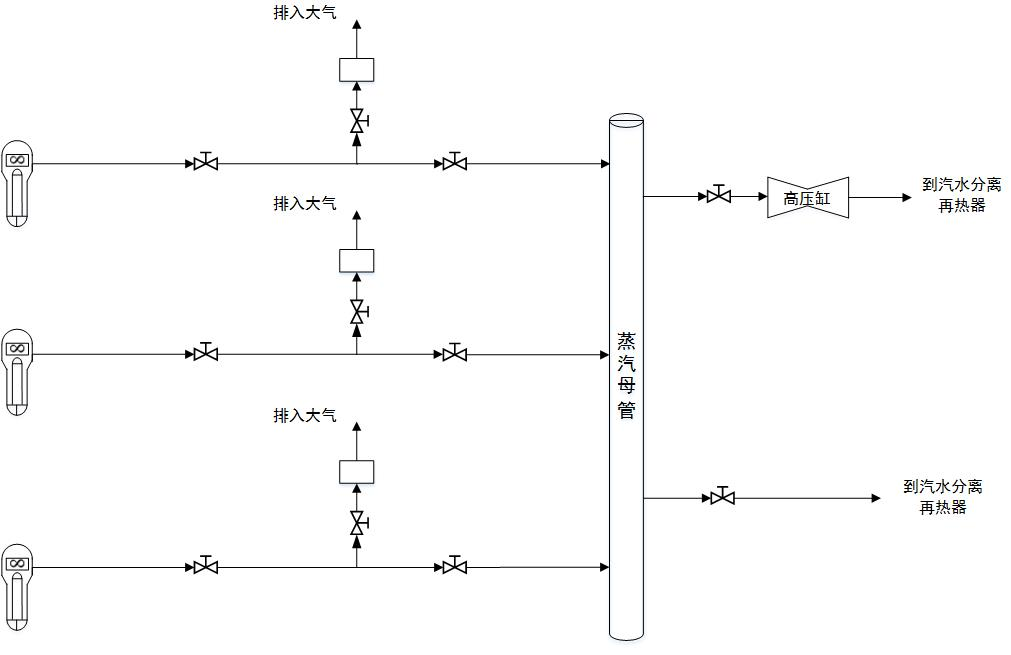 排入大气
到汽水分离
再热器
高压缸
排入大气
蒸汽母管
排入大气
到汽水分离
再热器